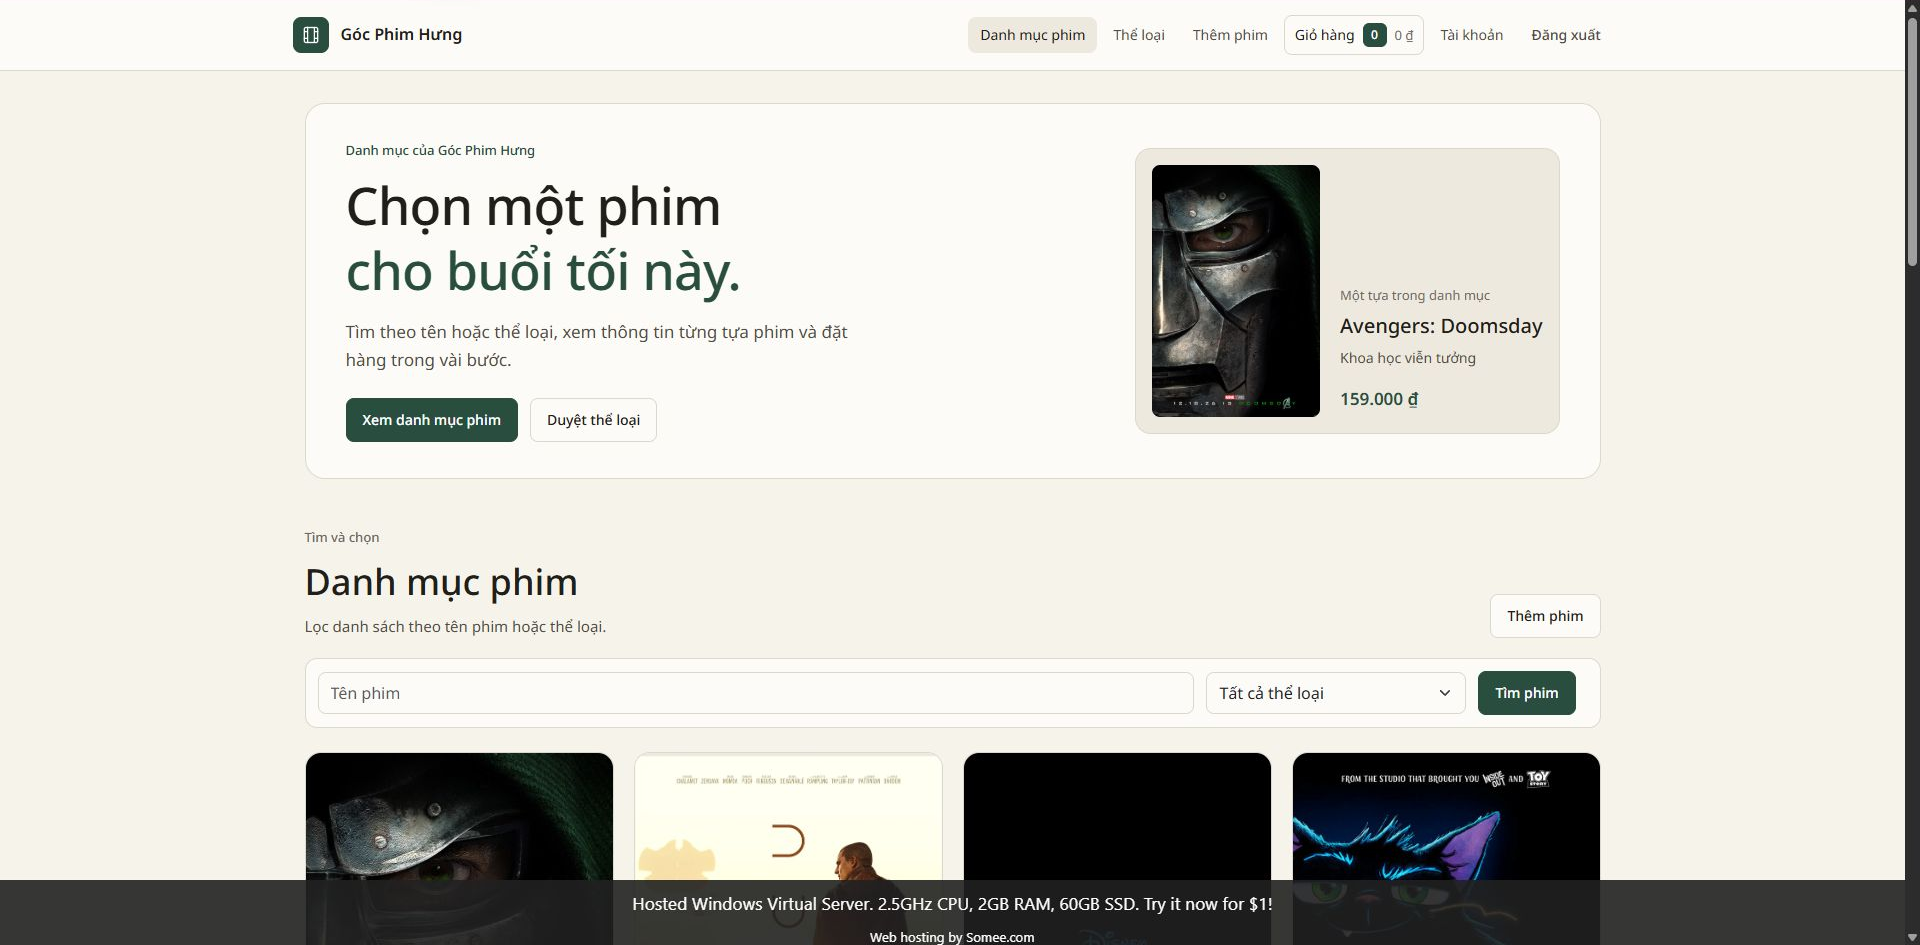 Góc Phim Hưng
Danh mục phim
Thể loại
Thêm phim
Giỏ hàng 0 0 ₫
Tài khoản
Đăng xuất
Danh mục của Góc Phim Hưng
Chọn một phim
cho buổi tối này.
Tìm theo tên hoặc thể loại, xem thông tin từng tựa phim và đặt
hàng trong vài bước.
Xem danh mục phim
Duyệt thể loại
Một tựa trong danh mục
Avengers: Doomsday
Khoa học viễn tưởng
159.000 ₫
Tìm và chọn
Danh mục phim
Lọc danh sách theo tên phim hoặc thể loại.
Thêm phim
Tên phim
Tất cả thể loại
Tìm phim
FROM THE STUDIO THAT BROUGHT YOU INSIDE OUT AND TOY STORY
Hosted Windows Virtual Server. 2.5GHz CPU, 2GB RAM, 60GB SSD. Try it now for $1!
Disney
Web hosting by Somee.com